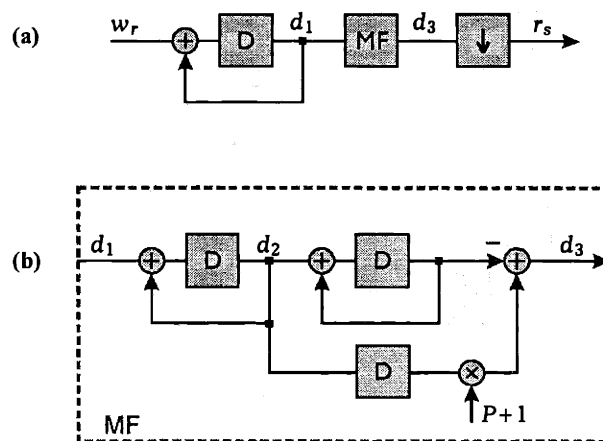 (a) w_r + D d_1 MF d_3 ↓ r_s
(b) d_1 + D d_2 + D − + d_3
D × P+1
MF